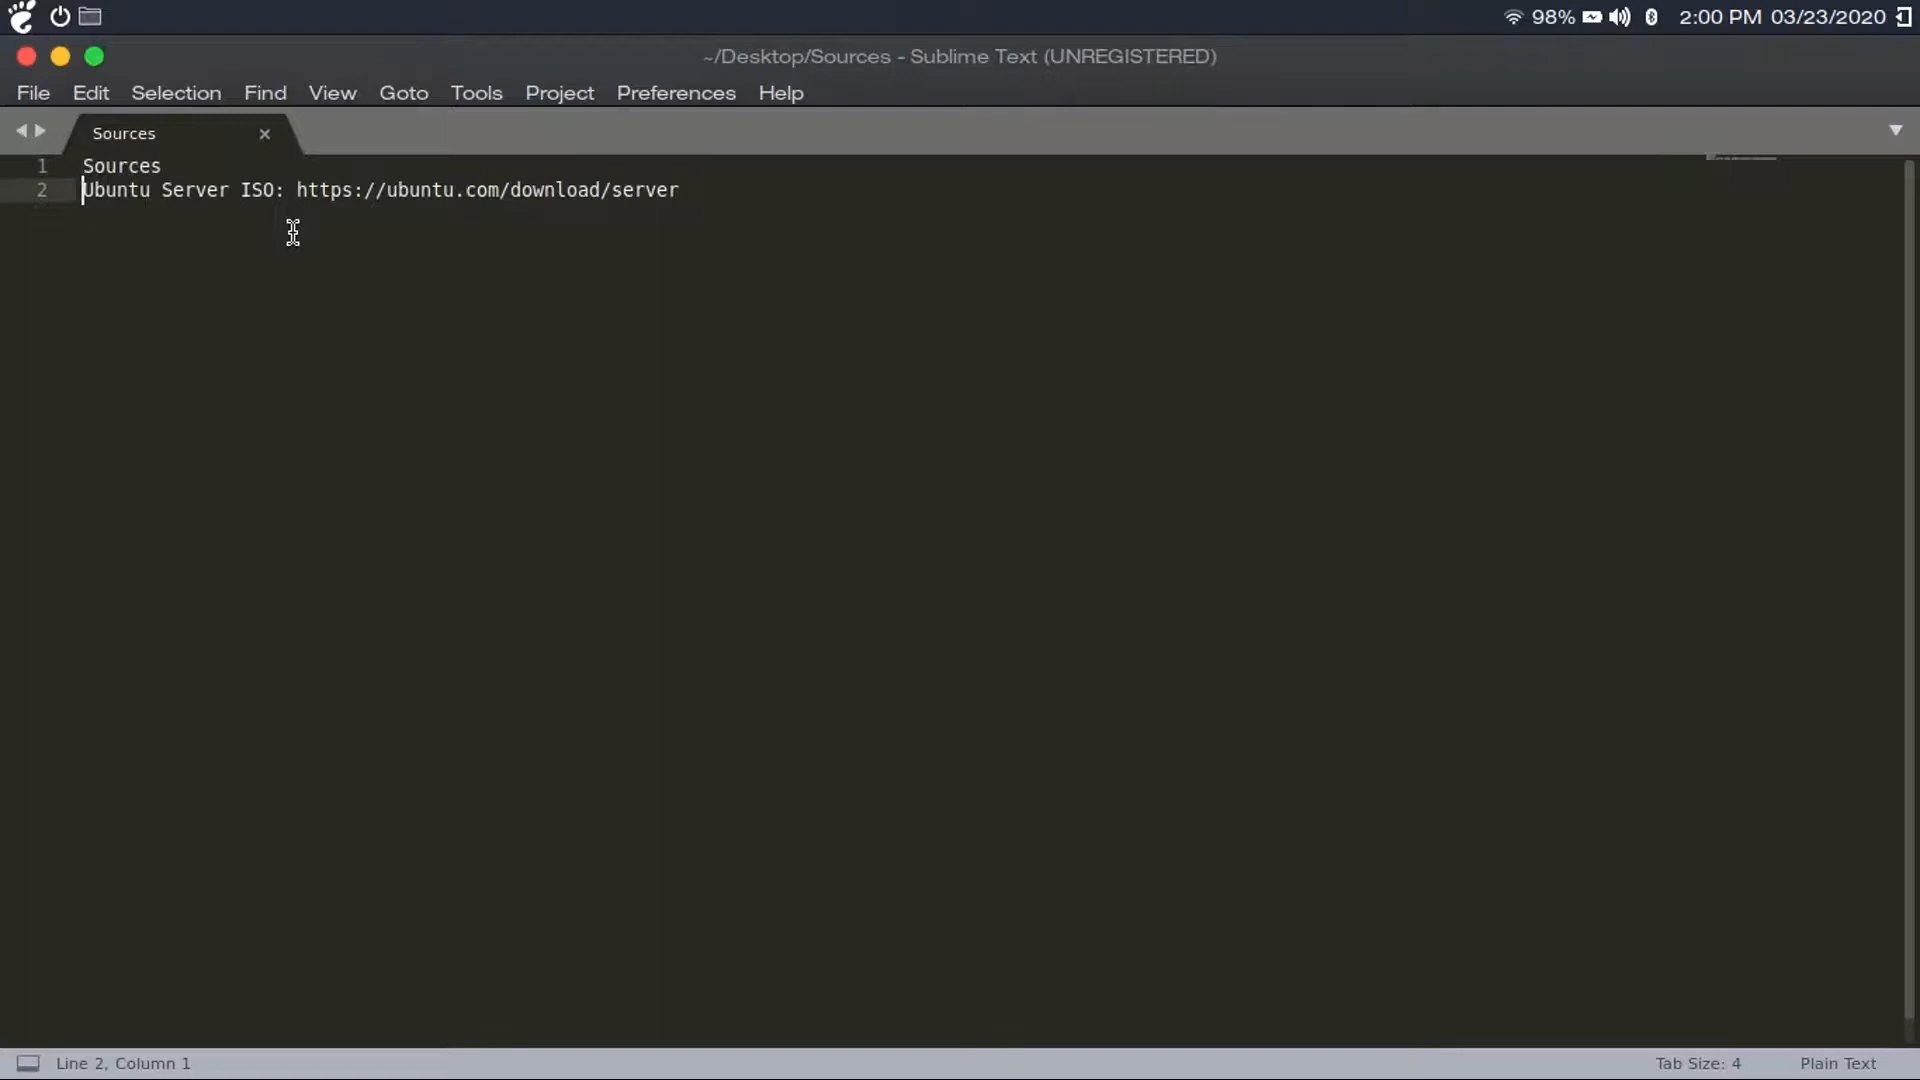 98% 2:00 PM 03/23/2020
~/Desktop/Sources - Sublime Text (UNREGISTERED)
File Edit Selection Find View Goto Tools Project Preferences Help
Sources ×
1 Sources
2 Ubuntu Server ISO: https://ubuntu.com/download/server
Line 2, Column 1 Tab Size: 4 Plain Text